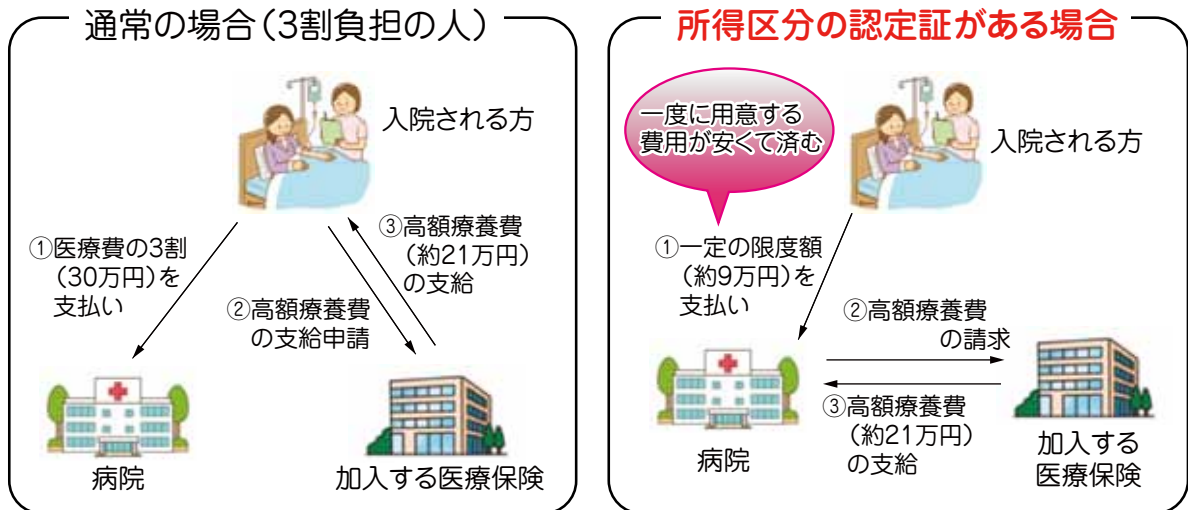 通常の場合（3割負担の人）
入院される方
①医療費の3割
（30万円）を
支払い
③高額療養費
（約21万円）
の支給
②高額療養費
の支給申請
病院
加入する医療保険
所得区分の認定証がある場合
一度に用意する
費用が安くて済む
入院される方
①一定の限度額
（約9万円）を
支払い
②高額療養費
の請求
③高額療養費
（約21万円）
の支給
病院
加入する
医療保険